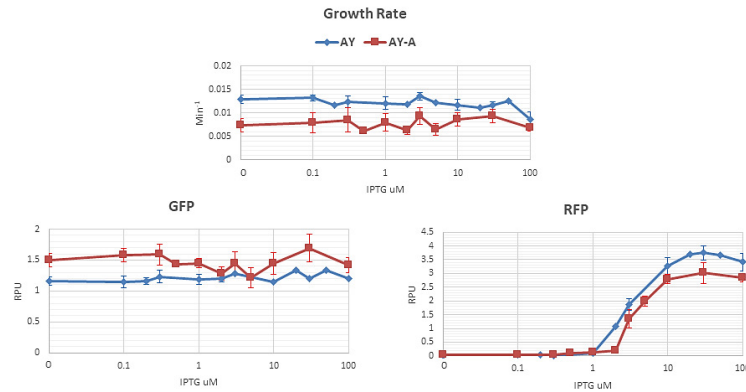 Growth Rate
AY AY-A
0.02
0.015
0.01
0.005
0
Min⁻¹
0 0.1 1 10 100
IPTG uM
GFP
2
1.5
1
0.5
0
RPU
0 0.1 1 10 100
IPTG uM
RFP
4.5
4
3.5
3
2.5
2
1.5
1
0.5
0
RPU
0 0.1 1 10 100
IPTG uM